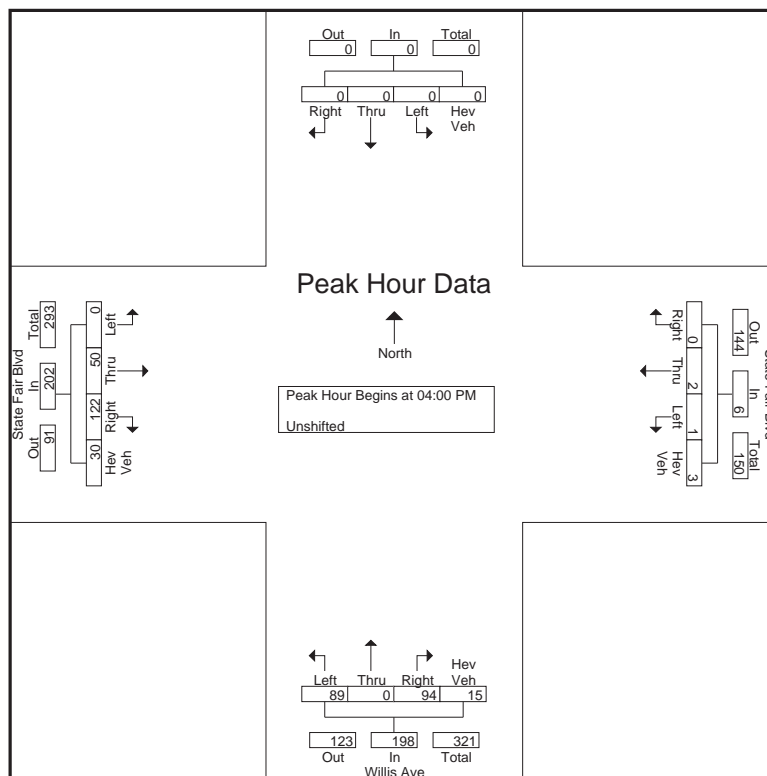 Out In Total
0 0 0
0 0 0 0
Right Thru Left Hev
Veh
Peak Hour Data
North
Peak Hour Begins at 04:00 PM
Unshifted
State Fair Blvd
Total In Out
293 202 91
0 50 122 30
Left Thru Right Hev
Veh
State Fair Blvd
Out In Total
144 6 150
0 2 1 3
Right Thru Left Hev
Veh
Hev
Left Thru Right Veh
89 0 94 15
123 198 321
Out In Total
Willis Ave